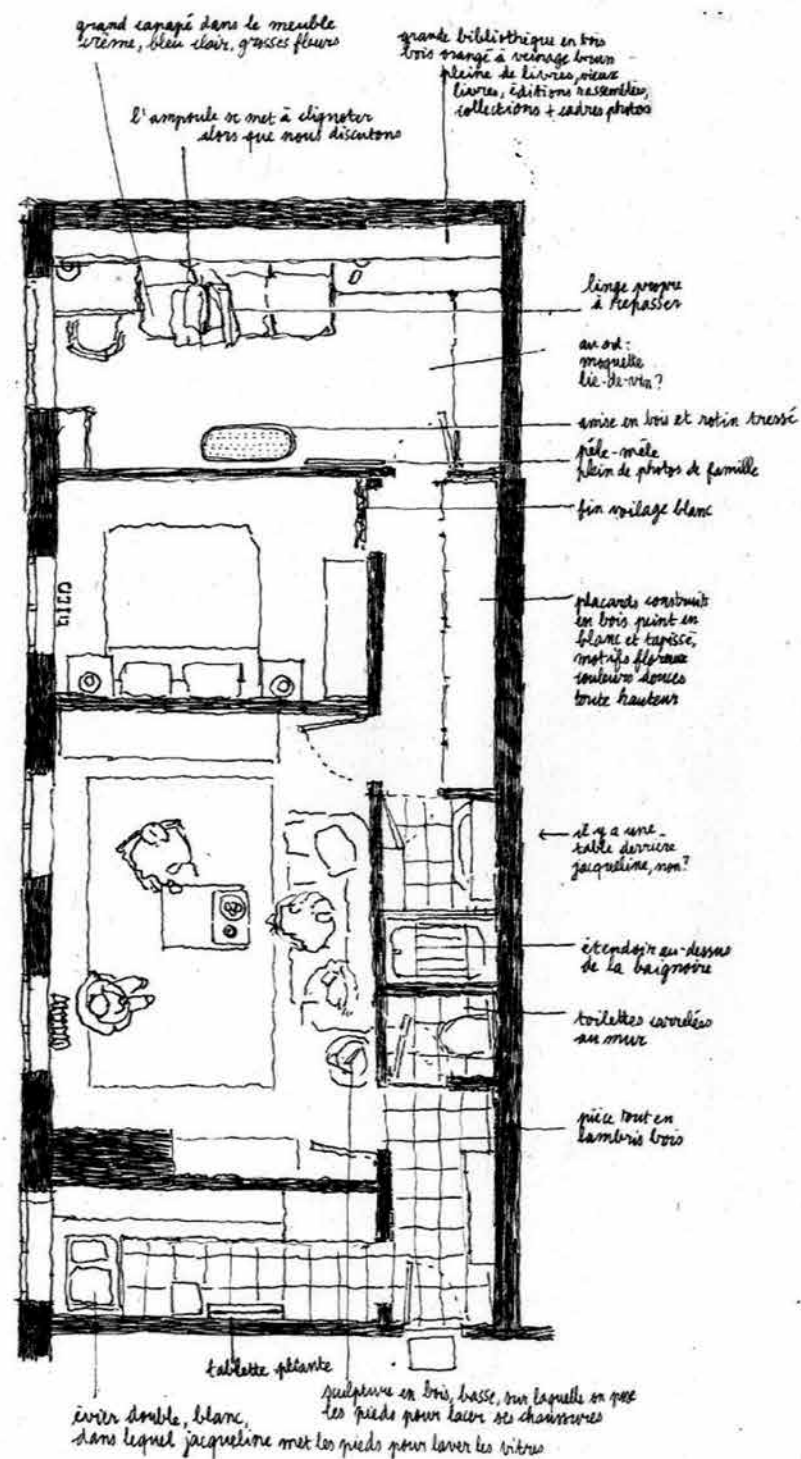 grand canapé dans le meuble
crème, bleu clair, grosses fleurs
l'ampoule se met à clignoter
alors que nous discutons
grande bibliothèque en bois
bois orangé à veinage brun
pleine de livres, vieux
livres, éditions rassemblées,
collections + cadres photos
linge propre
à repasser
au sol :
moquette
lie-de-vin ?
assise en bois et rotin tressé
pêle-mêle
plein de photos de famille
fin voilage blanc
placards construits
en bois peint en
blanc et tapissé,
motifs floraux
couleurs douces
toute hauteur
← il y a une
table derrière
jacqueline, non ?
étendoir au-dessus
de la baignoire
toilettes carrelées
au mur
pièce tout en
lambris bois
tablette pliante
sculpture en bois, basse, sur laquelle on pose
les pieds pour lacer ses chaussures
évier double, blanc,
dans lequel jacqueline met les pieds pour laver les vitres